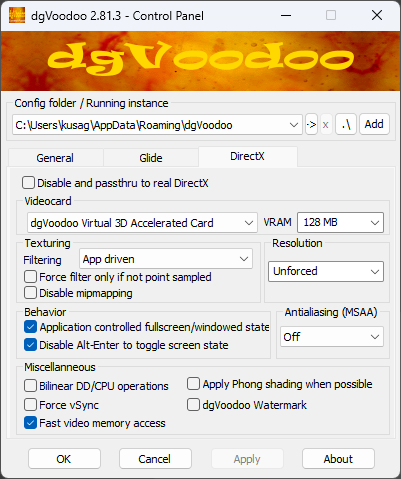 dgVoodoo 2.81.3 - Control Panel
dgVoodoo
Config folder / Running instance
C:\Users\kusag\AppData\Roaming\dgVoodoo -> x .\ Add
General Glide DirectX
Disable and passthru to real DirectX
Videocard
dgVoodoo Virtual 3D Accelerated Card VRAM 128 MB
Texturing Resolution
Filtering App driven
Unforced
Force filter only if not point sampled
Disable mipmapping
Behavior Antialiasing (MSAA)
Application controlled fullscreen/windowed state
Off
Disable Alt-Enter to toggle screen state
Miscellaneous
Bilinear DD/CPU operations Apply Phong shading when possible
Force vSync dgVoodoo Watermark
Fast video memory access
OK Cancel Apply About